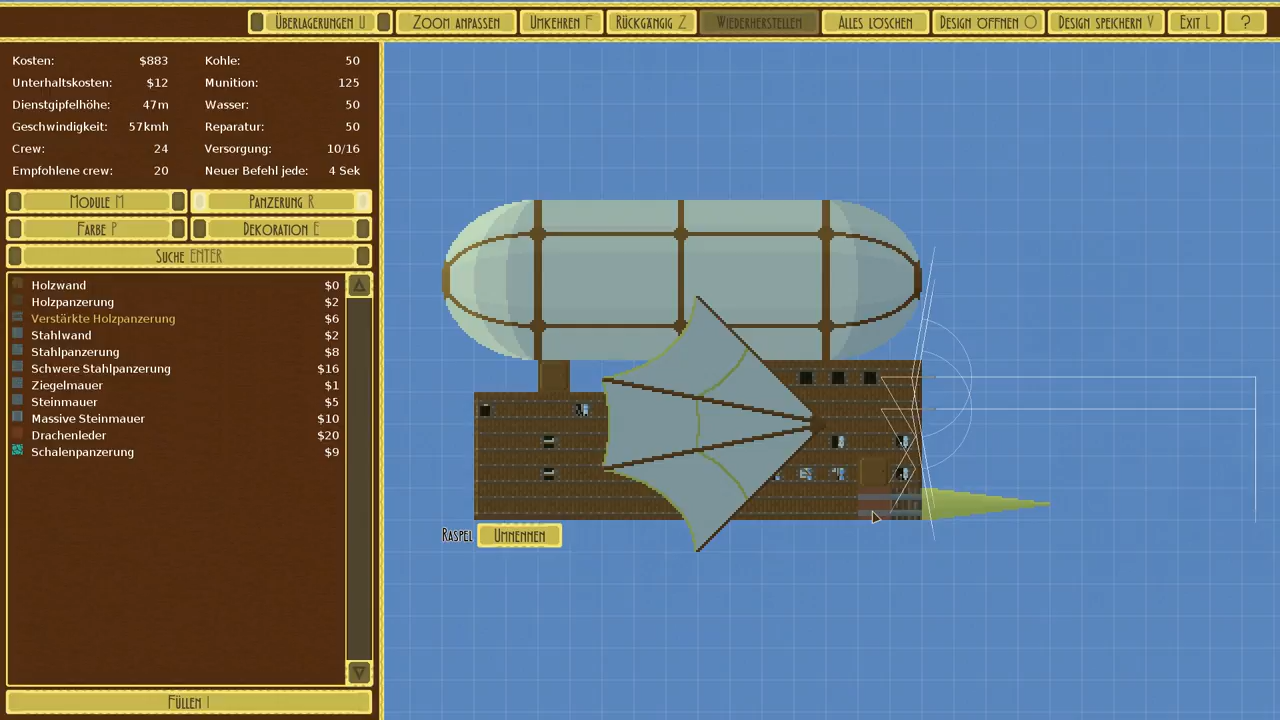 Überlagerungen U Zoom anpassen Umkehren F Rückgängig Z Wiederherstellen Alles löschen Design öffnen O Design speichern V Exit L ?
Kosten: $883 Kohle: 50
Unterhaltskosten: $12 Munition: 125
Dienstgipfelhöhe: 47m Wasser: 50
Geschwindigkeit: 57kmh Reparatur: 50
Crew: 24 Versorgung: 10/16
Empfohlene crew: 20 Neuer Befehl jede: 4 Sek
Module M Panzerung R
Farbe P Dekoration E
Suche ENTER
Holzwand $0
Holzpanzerung $2
Verstärkte Holzpanzerung $6
Stahlwand $2
Stahlpanzerung $8
Schwere Stahlpanzerung $16
Ziegelmauer $1
Steinmauer $5
Massive Steinmauer $10
Drachenleder $20
Schalenpanzerung $9
Raspel Umnennen
Füllen I